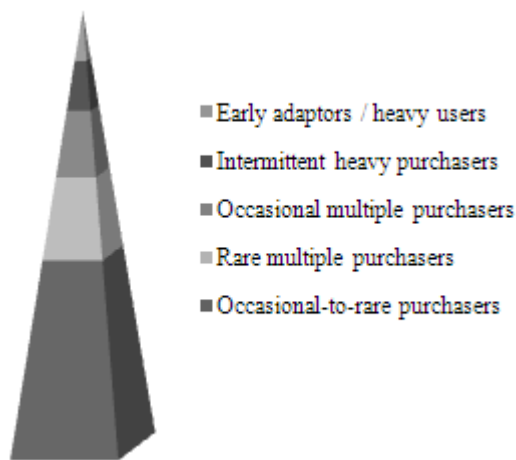 Early adaptors / heavy users
Intermittent heavy purchasers
Occasional multiple purchasers
Rare multiple purchasers
Occasional-to-rare purchasers